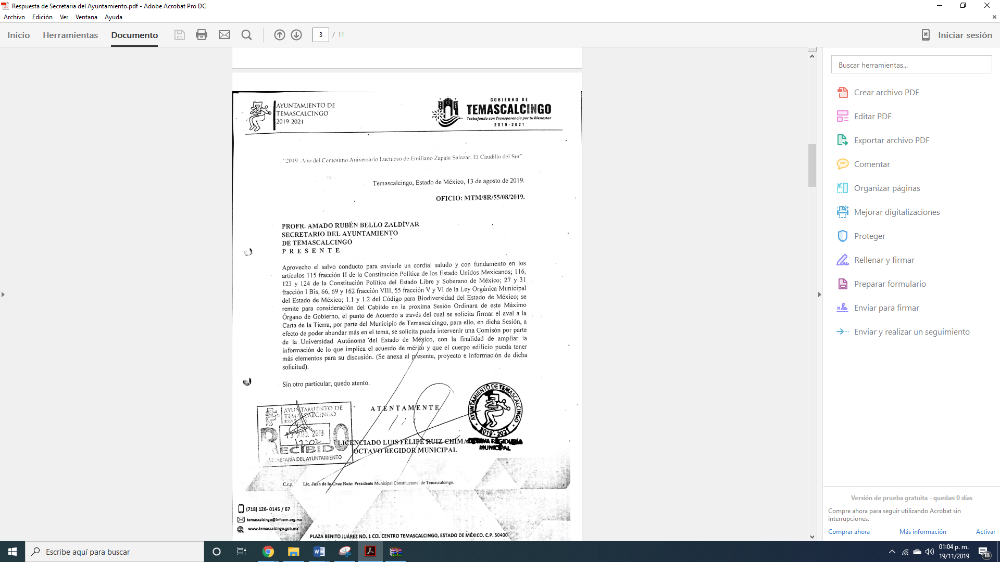 Respuesta de Secretaria del Ayuntamiento.pdf - Adobe Acrobat Pro DC
Archivo Edición Ver Ventana Ayuda
Inicio Herramientas Documento 3 / 11 Iniciar sesión
AYUNTAMIENTO DE
TEMASCALCINGO
2019-2021
GOBIERNO DE
TEMASCALCINGO
Trabajando con Transparencia por tu Bienestar
2019-2021
"2019. Año del Centésimo Aniversario Luctuoso de Emiliano Zapata Salazar. El Caudillo del Sur"
Temascalcingo, Estado de México, 13 de agosto de 2019.
OFICIO: MTM/8R/55/08/2019.
PROFR. AMADO RUBÉN BELLO ZALDÍVAR
SECRETARIO DEL AYUNTAMIENTO
DE TEMASCALCINGO
P R E S E N T E
Aprovecho el salvo conducto para enviarle un cordial saludo y con fundamento en los
artículos 115 fracción II de la Constitución Política de los Estado Unidos Mexicanos; 116,
123 y 124 de la Constitución Política del Estado Libre y Soberano de México; 27 y 31
fracción I Bis, 66, 69 y 162 fracción VIII, 55 fracción V y VI de la Ley Orgánica Municipal
del Estado de México; 1.1 y 1.2 del Código para Biodiversidad del Estado de México; se
remite para consideración del Cabildo en la proxima Sesión Ordinara de este Máximo
Órgano de Gobierno, el punto de Acuerdo a través del cual se solicita firmar el aval a la
Carta de la Tierra, por parte del Municipio de Temascalcingo, para ello, en dicha Sesión, a
efecto de poder abundar más en el tema, se solicita pueda intervenir una Comisón por parte
de la Universidad Autónoma del Estado de México, con la finalidad de ampliar la
información de lo que implica el acuerdo de mérito y que el cuerpo edilicio pueda tener
más elementos para su discusión. (Se anexa al presente, proyecto e información de dicha
solicitud).
Sin otro particular, quedo atento.
A T E N T A M E N T E
LICENCIADO LUIS FELIPE RUIZ CHIMA
OCTAVO REGIDOR MUNICIPAL
AYUNTAMIENTO DE
TEMASCALCINGO
2019-2021
13 AGO. 2019
12:02
RECIBIDO
SECRETARÍA DEL AYUNTAMIENTO
AYUNTAMIENTO DE TEMASCALCINGO
2019-2021
OCTAVA REGIDURÍA
MUNICIPAL
C.c.p. Lic. Juan de la Cruz Ruíz- Presidente Municipal Constitucional de Temascalcingo.
(718) 126- 0145 / 67
temascalcingo@infoem.org.mx
www.temascalcingo.gob.mx
PLAZA BENITO JUÁREZ NO. 1 COL CENTRO TEMASCALCINGO, ESTADO DE MÉXICO. C.P. 50400
Buscar herramientas...
Crear archivo PDF
Editar PDF
Exportar archivo PDF
Comentar
Organizar páginas
Mejorar digitalizaciones
Proteger
Rellenar y firmar
Preparar formulario
Enviar para firmar
Enviar y realizar un seguimiento
Versión de prueba gratuita - quedan 0 días
Compre ahora para seguir utilizando Acrobat sin
interrupciones.
Comprar ahora Más información Activar
Escribe aquí para buscar
01:04 p. m.
19/11/2019
18